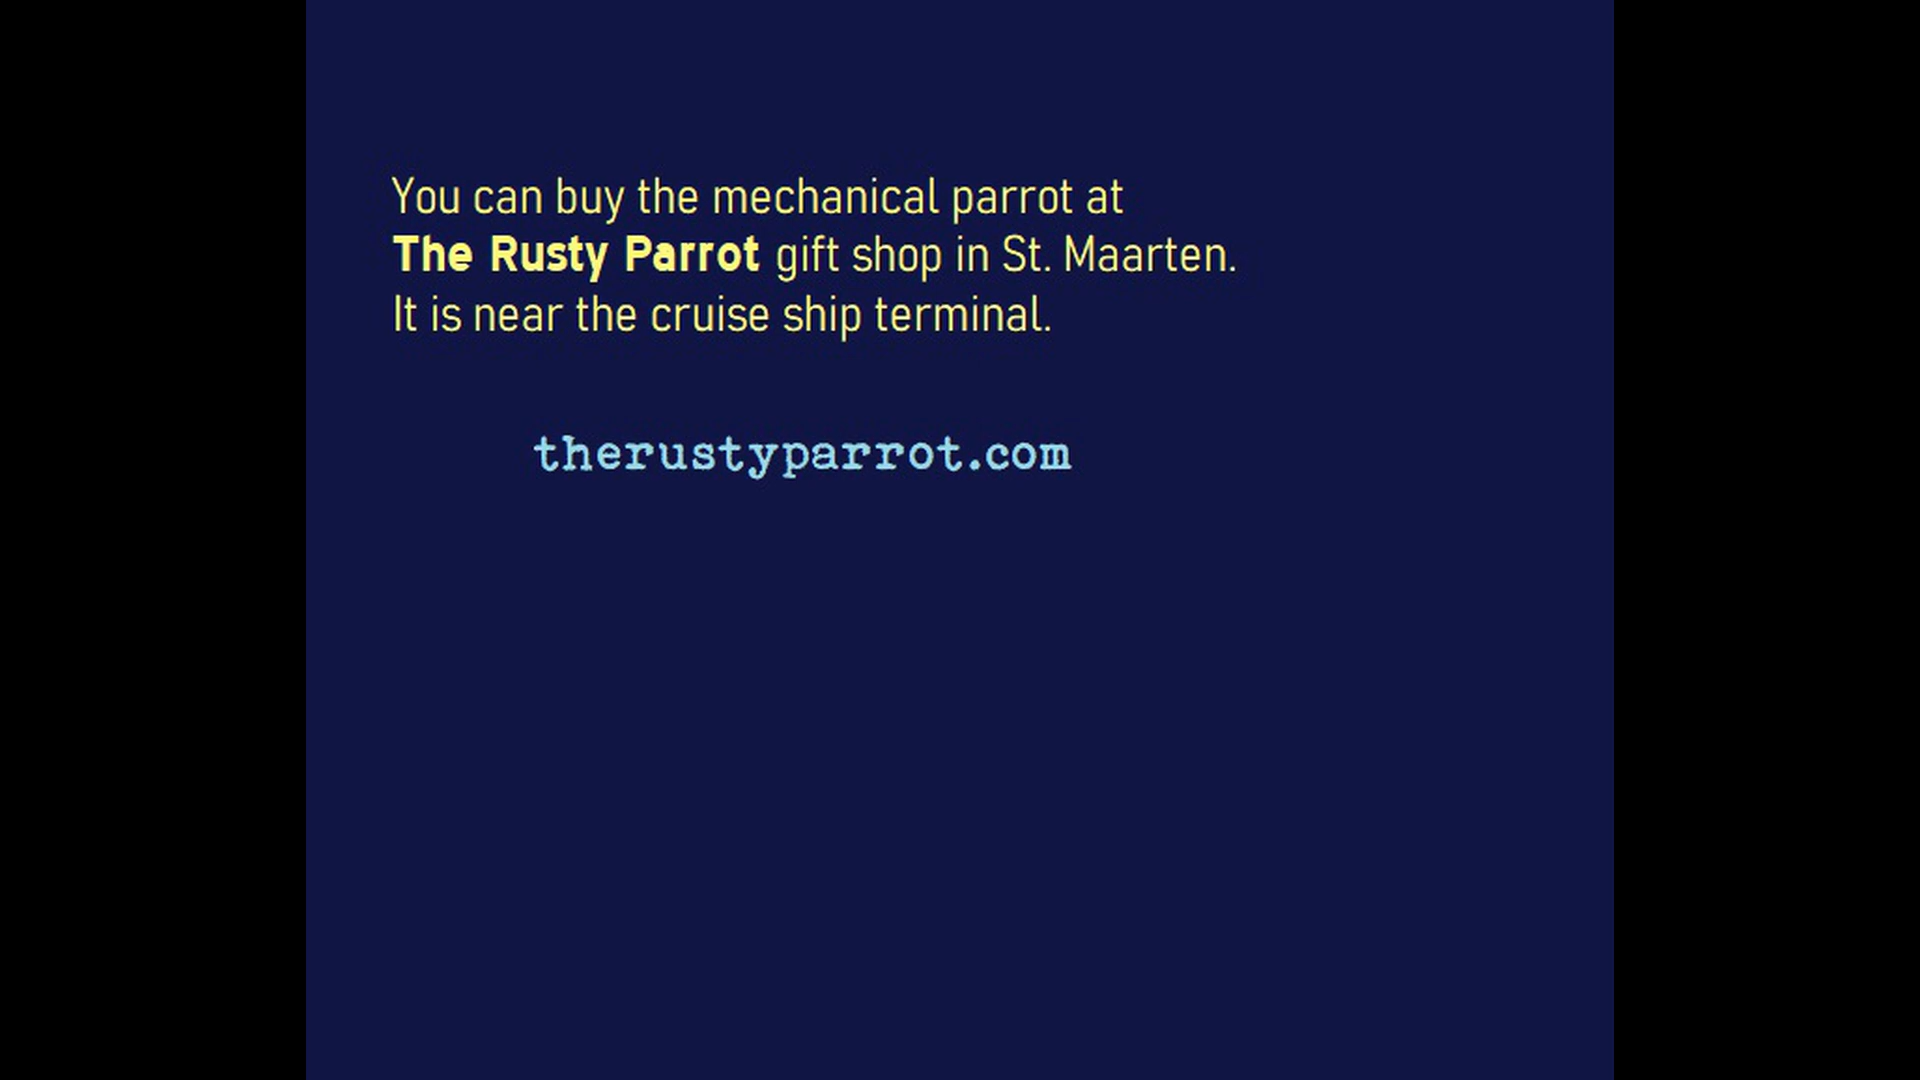 You can buy the mechanical parrot at
The Rusty Parrot gift shop in St. Maarten.
It is near the cruise ship terminal.
therustyparrot.com